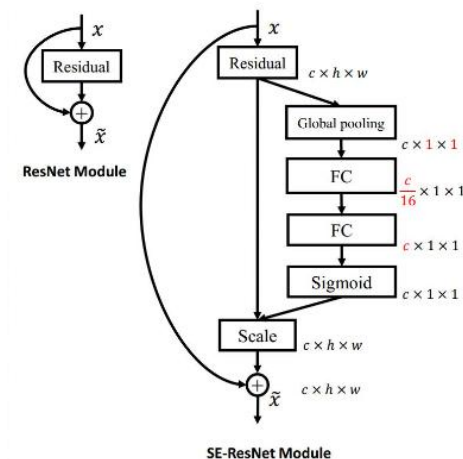 x
Residual
+
x̃
ResNet Module
x
Residual
c × h × w
Global pooling
c × 1 × 1
FC
c/16 × 1 × 1
FC
c × 1 × 1
Sigmoid
c × 1 × 1
Scale
c × h × w
+
c × h × w
x̃
SE-ResNet Module